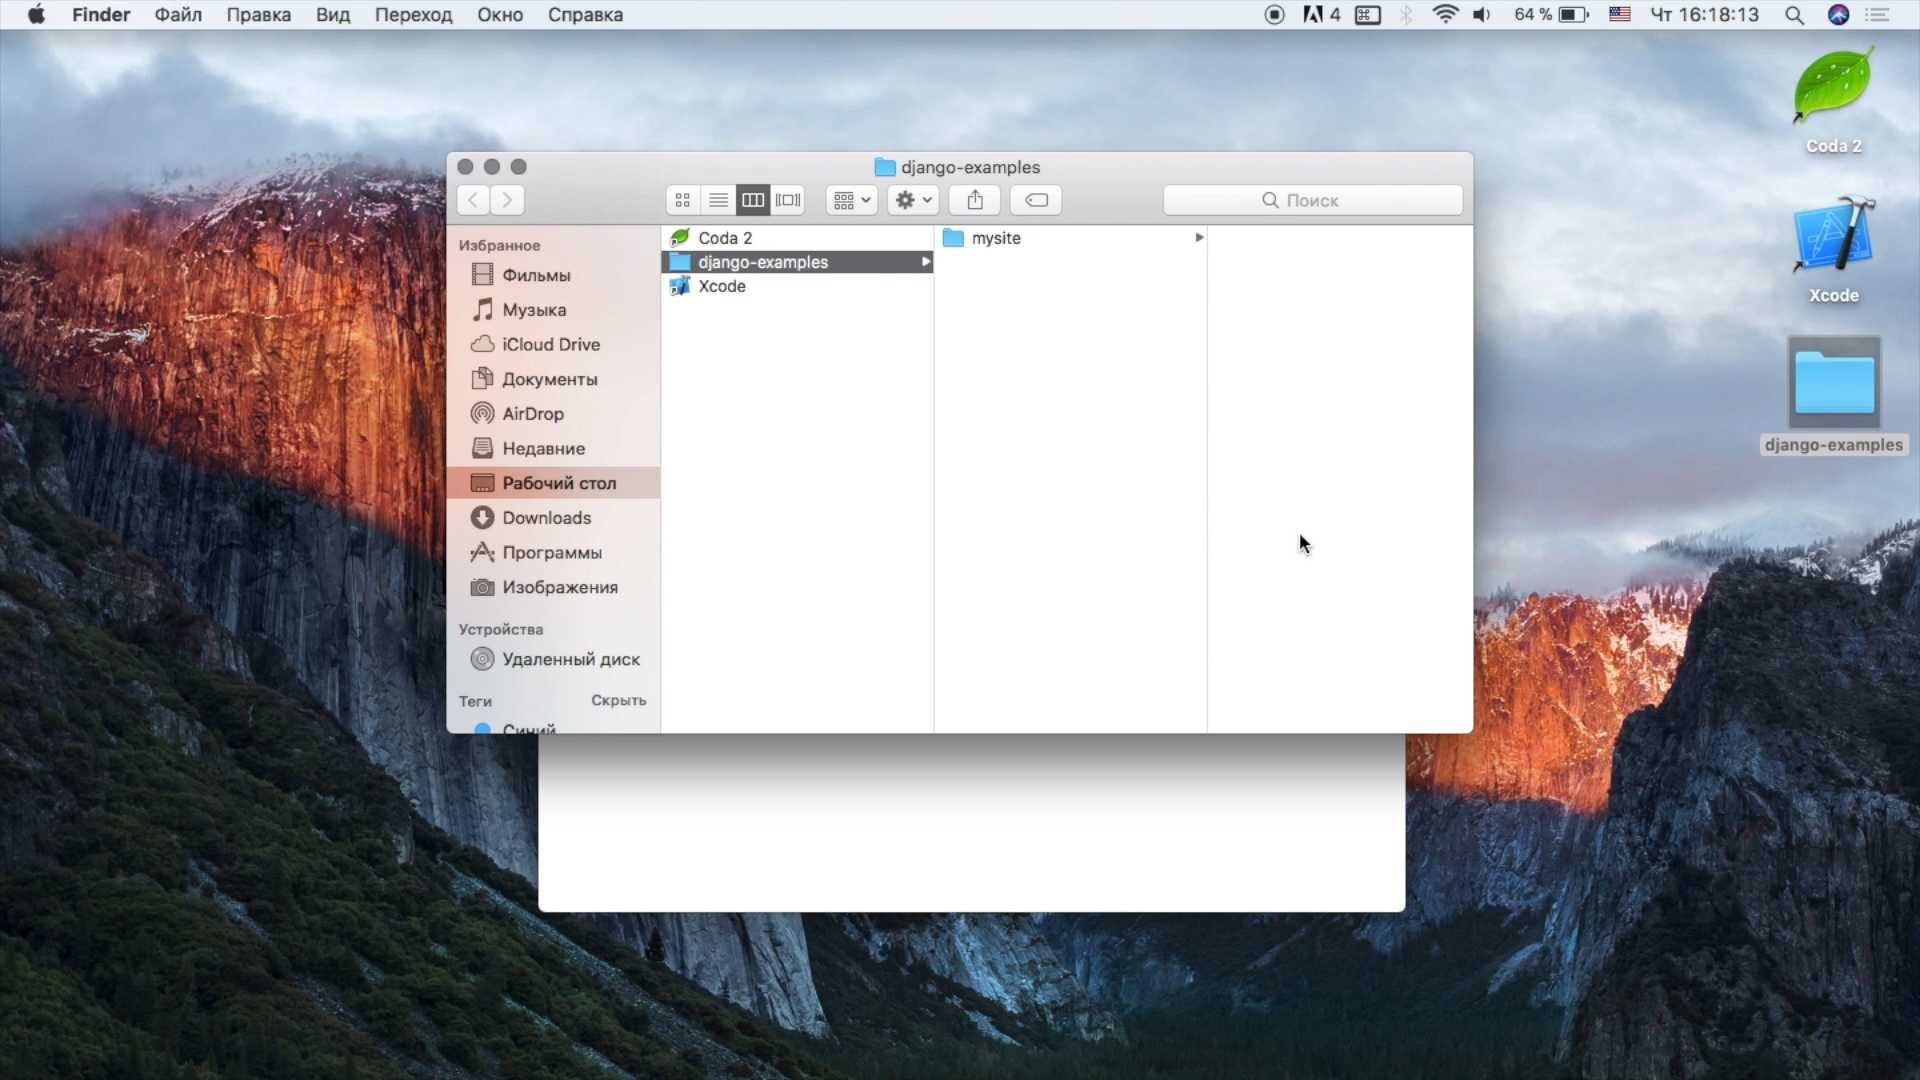 Finder Файл Правка Вид Переход Окно Справка 4 64 % Чт 16:18:13
django-examples
Поиск
Избранное
Фильмы
Музыка
iCloud Drive
Документы
AirDrop
Недавние
Рабочий стол
Downloads
Программы
Изображения
Устройства
Удаленный диск
Теги Скрыть
Синий
Coda 2
django-examples
Xcode
mysite
Coda 2
Xcode
django-examples